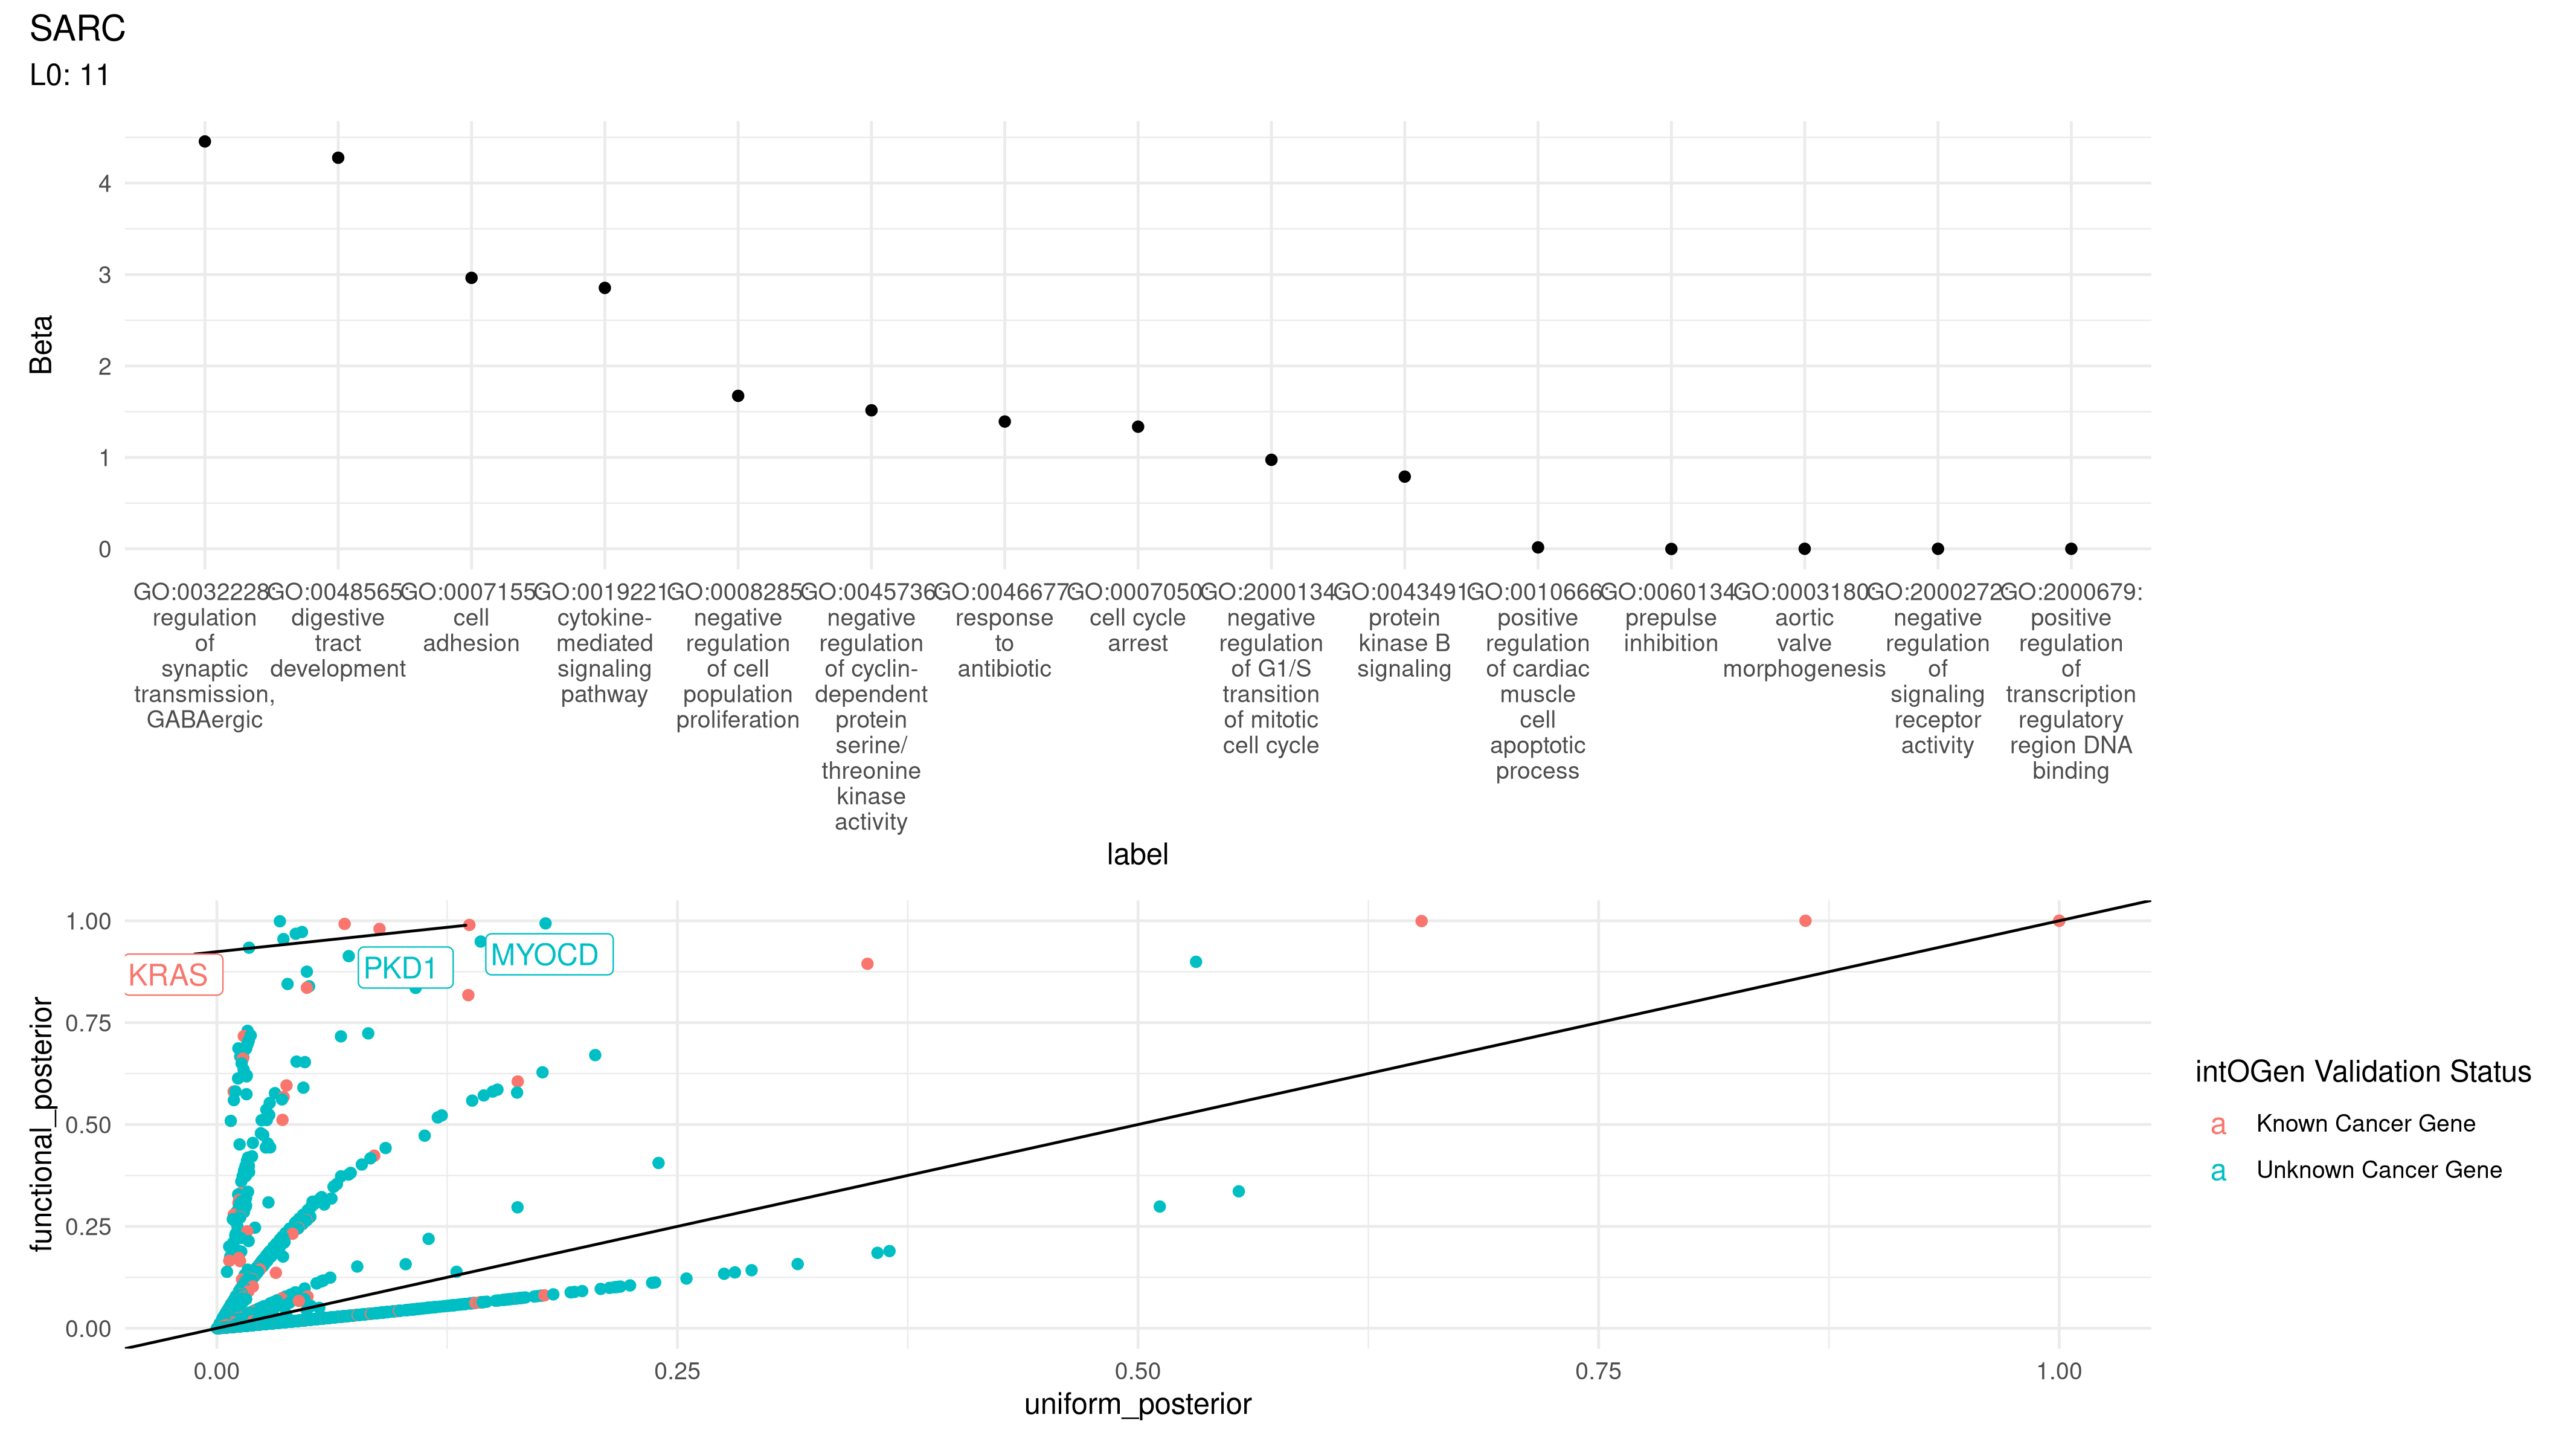 SARC
L0: 11
Beta
4
3
2
1
0
GO:0032228:
regulation
of
synaptic
transmission,
GABAergic
GO:0048565:
digestive
tract
development
GO:0007155:
cell
adhesion
GO:0019221:
cytokine-
mediated
signaling
pathway
GO:0008285:
negative
regulation
of cell
population
proliferation
GO:0045736:
negative
regulation
of cyclin-
dependent
protein
serine/
threonine
kinase
activity
GO:0046677:
response
to
antibiotic
GO:0007050:
cell cycle
arrest
GO:2000134:
negative
regulation
of G1/S
transition
of mitotic
cell cycle
GO:0043491:
protein
kinase B
signaling
GO:0010666:
positive
regulation
of cardiac
muscle
cell
apoptotic
process
GO:0060134:
prepulse
inhibition
GO:0003180:
aortic
valve
morphogenesis
GO:2000272:
negative
regulation
of
signaling
receptor
activity
GO:2000679:
positive
regulation
of
transcription
regulatory
region DNA
binding
label
functional_posterior
1.00
0.75
0.50
0.25
0.00
KRAS
PKD1
MYOCD
0.00
0.25
0.50
0.75
1.00
uniform_posterior
intOGen Validation Status
a Known Cancer Gene
a Unknown Cancer Gene